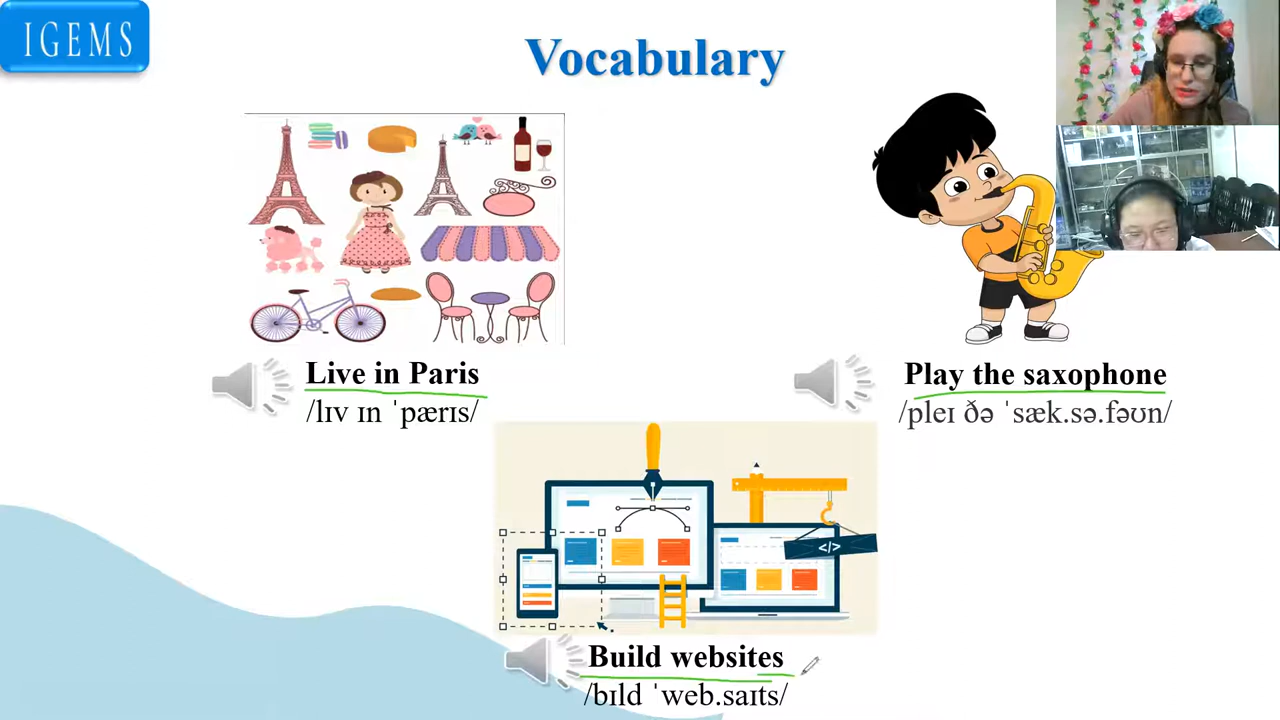 IGEMS
Vocabulary
Live in Paris
/lɪv ɪn ˈpærɪs/
Play the saxophone
/pleɪ ðə ˈsæk.sə.fəʊn/
</>
Build websites
/bɪld ˈweb.saɪts/